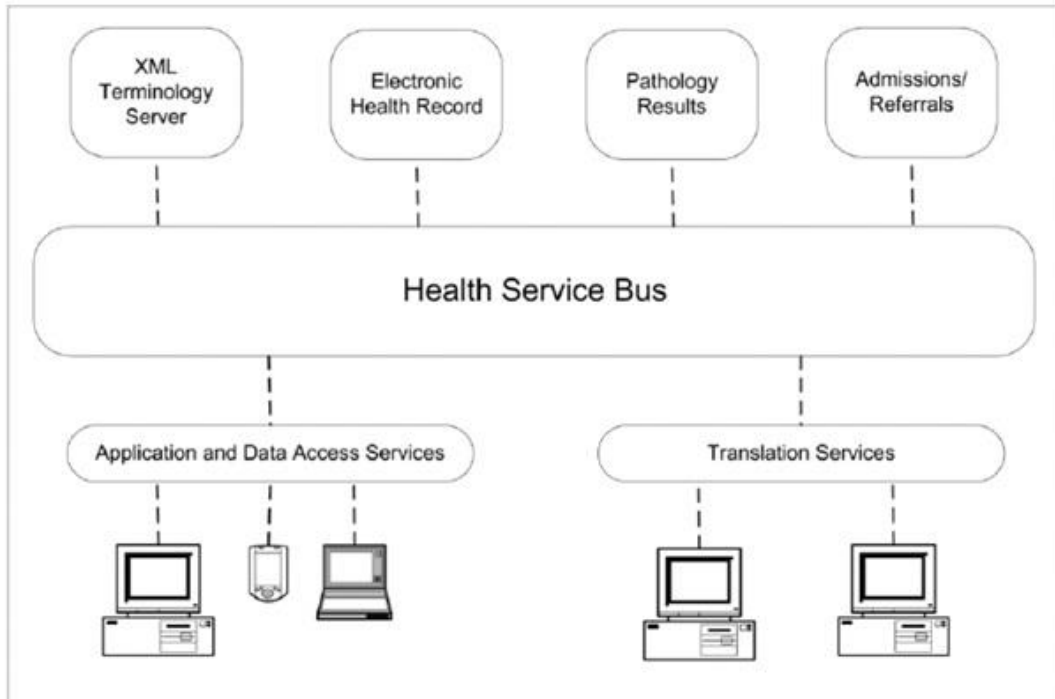 XML
Terminology
Server
Electronic
Health Record
Pathology
Results
Admissions/
Referrals
Health Service Bus
Application and Data Access Services
Translation Services